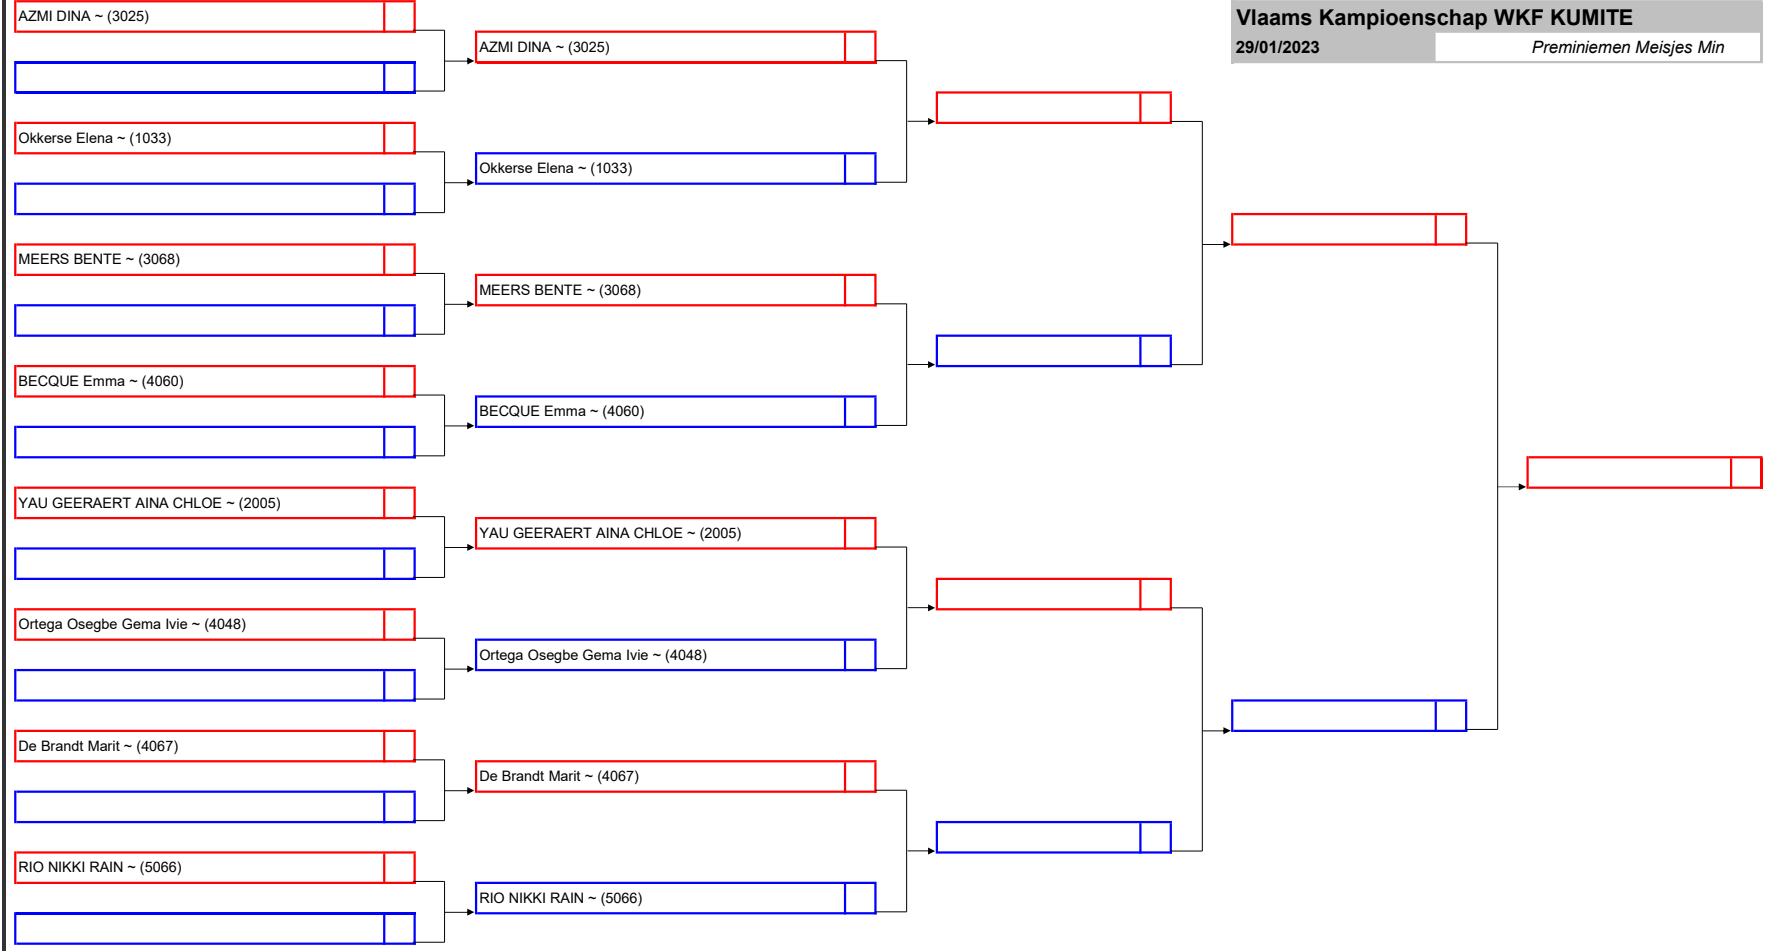 Vlaams Kampioenschap WKF KUMITE
29/01/2023 Preminiemen Meisjes Min
AZMI DINA ~ (3025)
Okkerse Elena ~ (1033)
MEERS BENTE ~ (3068)
BECQUE Emma ~ (4060)
YAU GEERAERT AINA CHLOE ~ (2005)
Ortega Osegbe Gema Ivie ~ (4048)
De Brandt Marit ~ (4067)
RIO NIKKI RAIN ~ (5066)
AZMI DINA ~ (3025)
Okkerse Elena ~ (1033)
MEERS BENTE ~ (3068)
BECQUE Emma ~ (4060)
YAU GEERAERT AINA CHLOE ~ (2005)
Ortega Osegbe Gema Ivie ~ (4048)
De Brandt Marit ~ (4067)
RIO NIKKI RAIN ~ (5066)